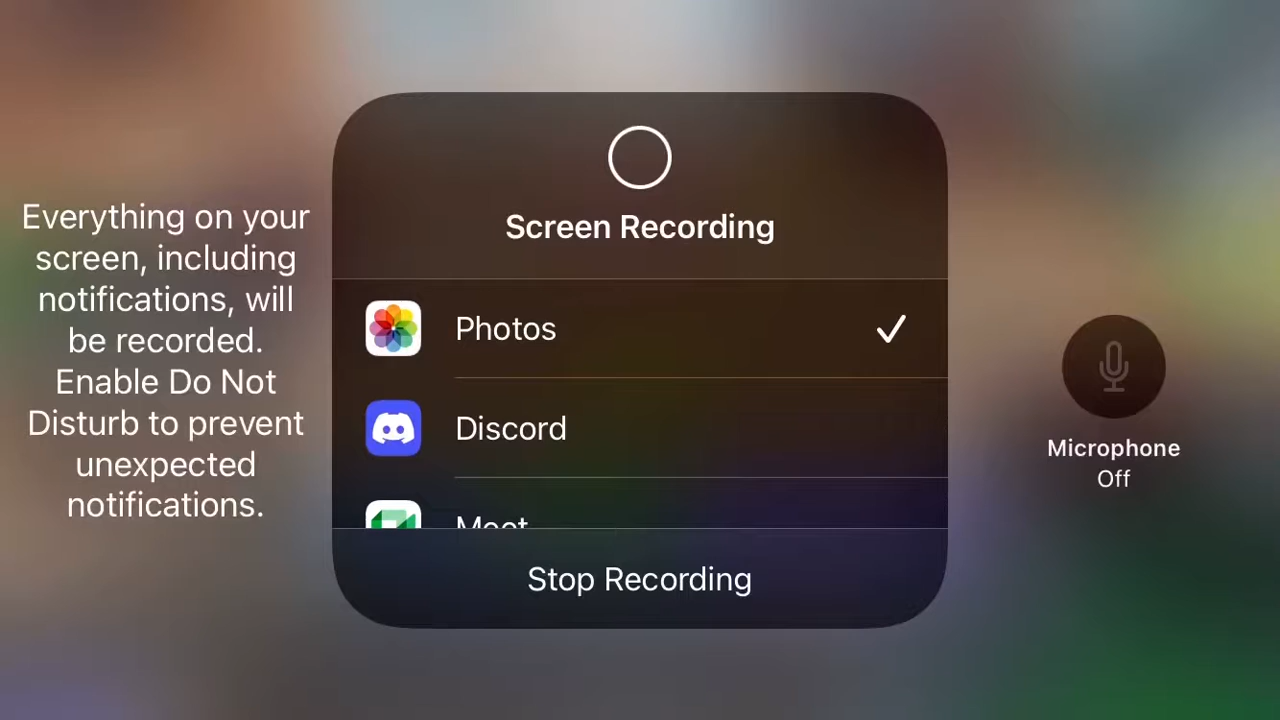 Everything on your
screen, including
notifications, will
be recorded.
Enable Do Not
Disturb to prevent
unexpected
notifications.
Screen Recording
Photos
Discord
Meet
Stop Recording
Microphone
Off